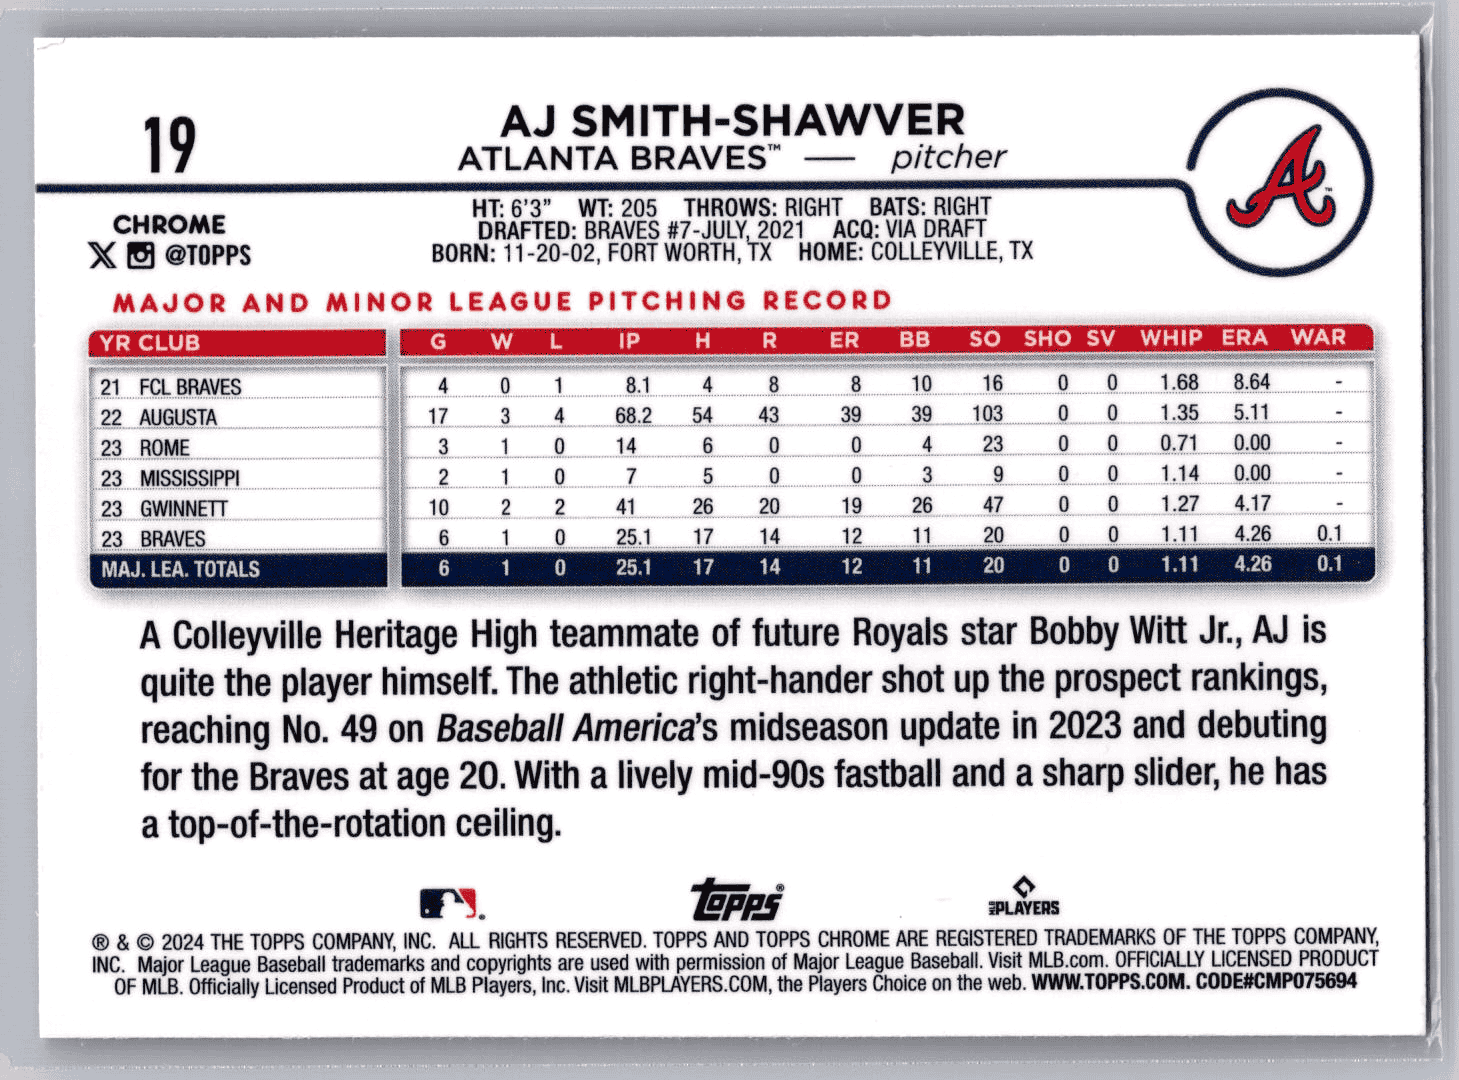 19
AJ SMITH-SHAWVER
ATLANTA BRAVES™ — pitcher
A
™
CHROME
X @TOPPS
HT: 6'3" WT: 205 THROWS: RIGHT BATS: RIGHT
DRAFTED: BRAVES #7-JULY, 2021 ACQ: VIA DRAFT
BORN: 11-20-02, FORT WORTH, TX HOME: COLLEYVILLE, TX
MAJOR AND MINOR LEAGUE PITCHING RECORD
YR CLUB G W L IP H R ER BB SO SHO SV WHIP ERA WAR
21 FCL BRAVES 4 0 1 8.1 4 8 8 10 16 0 0 1.68 8.64 -
22 AUGUSTA 17 3 4 68.2 54 43 39 39 103 0 0 1.35 5.11 -
23 ROME 3 1 0 14 6 0 0 4 23 0 0 0.71 0.00 -
23 MISSISSIPPI 2 1 0 7 5 0 0 3 9 0 0 1.14 0.00 -
23 GWINNETT 10 2 2 41 26 20 19 26 47 0 0 1.27 4.17 -
23 BRAVES 6 1 0 25.1 17 14 12 11 20 0 0 1.11 4.26 0.1
MAJ. LEA. TOTALS 6 1 0 25.1 17 14 12 11 20 0 0 1.11 4.26 0.1
A Colleyville Heritage High teammate of future Royals star Bobby Witt Jr., AJ is
quite the player himself. The athletic right-hander shot up the prospect rankings,
reaching No. 49 on Baseball America's midseason update in 2023 and debuting
for the Braves at age 20. With a lively mid-90s fastball and a sharp slider, he has
a top-of-the-rotation ceiling.
Topps®
MLB PLAYERS
® & © 2024 THE TOPPS COMPANY, INC. ALL RIGHTS RESERVED. TOPPS AND TOPPS CHROME ARE REGISTERED TRADEMARKS OF THE TOPPS COMPANY,
INC. Major League Baseball trademarks and copyrights are used with permission of Major League Baseball. Visit MLB.com. OFFICIALLY LICENSED PRODUCT
OF MLB. Officially Licensed Product of MLB Players, Inc. Visit MLBPLAYERS.COM, the Players Choice on the web. WWW.TOPPS.COM. CODE#CMP075694